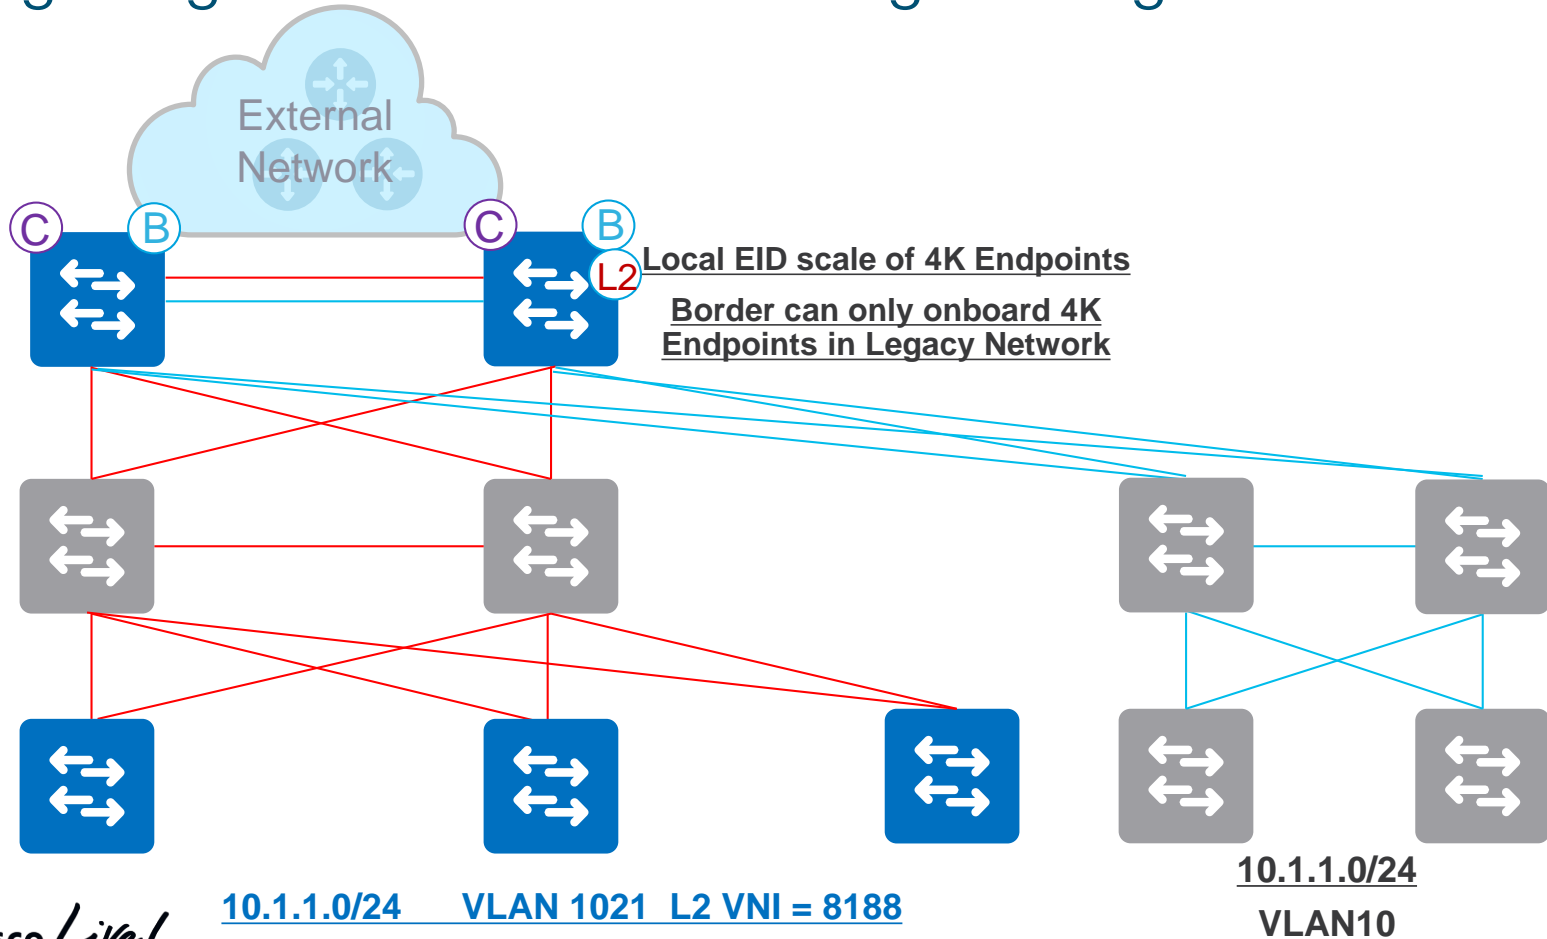 External
Network
C
B
C
B
L2
Local EID scale of 4K Endpoints
Border can only onboard 4K
Endpoints in Legacy Network
10.1.1.0/24
VLAN10
10.1.1.0/24 VLAN 1021 L2 VNI = 8188
Live!